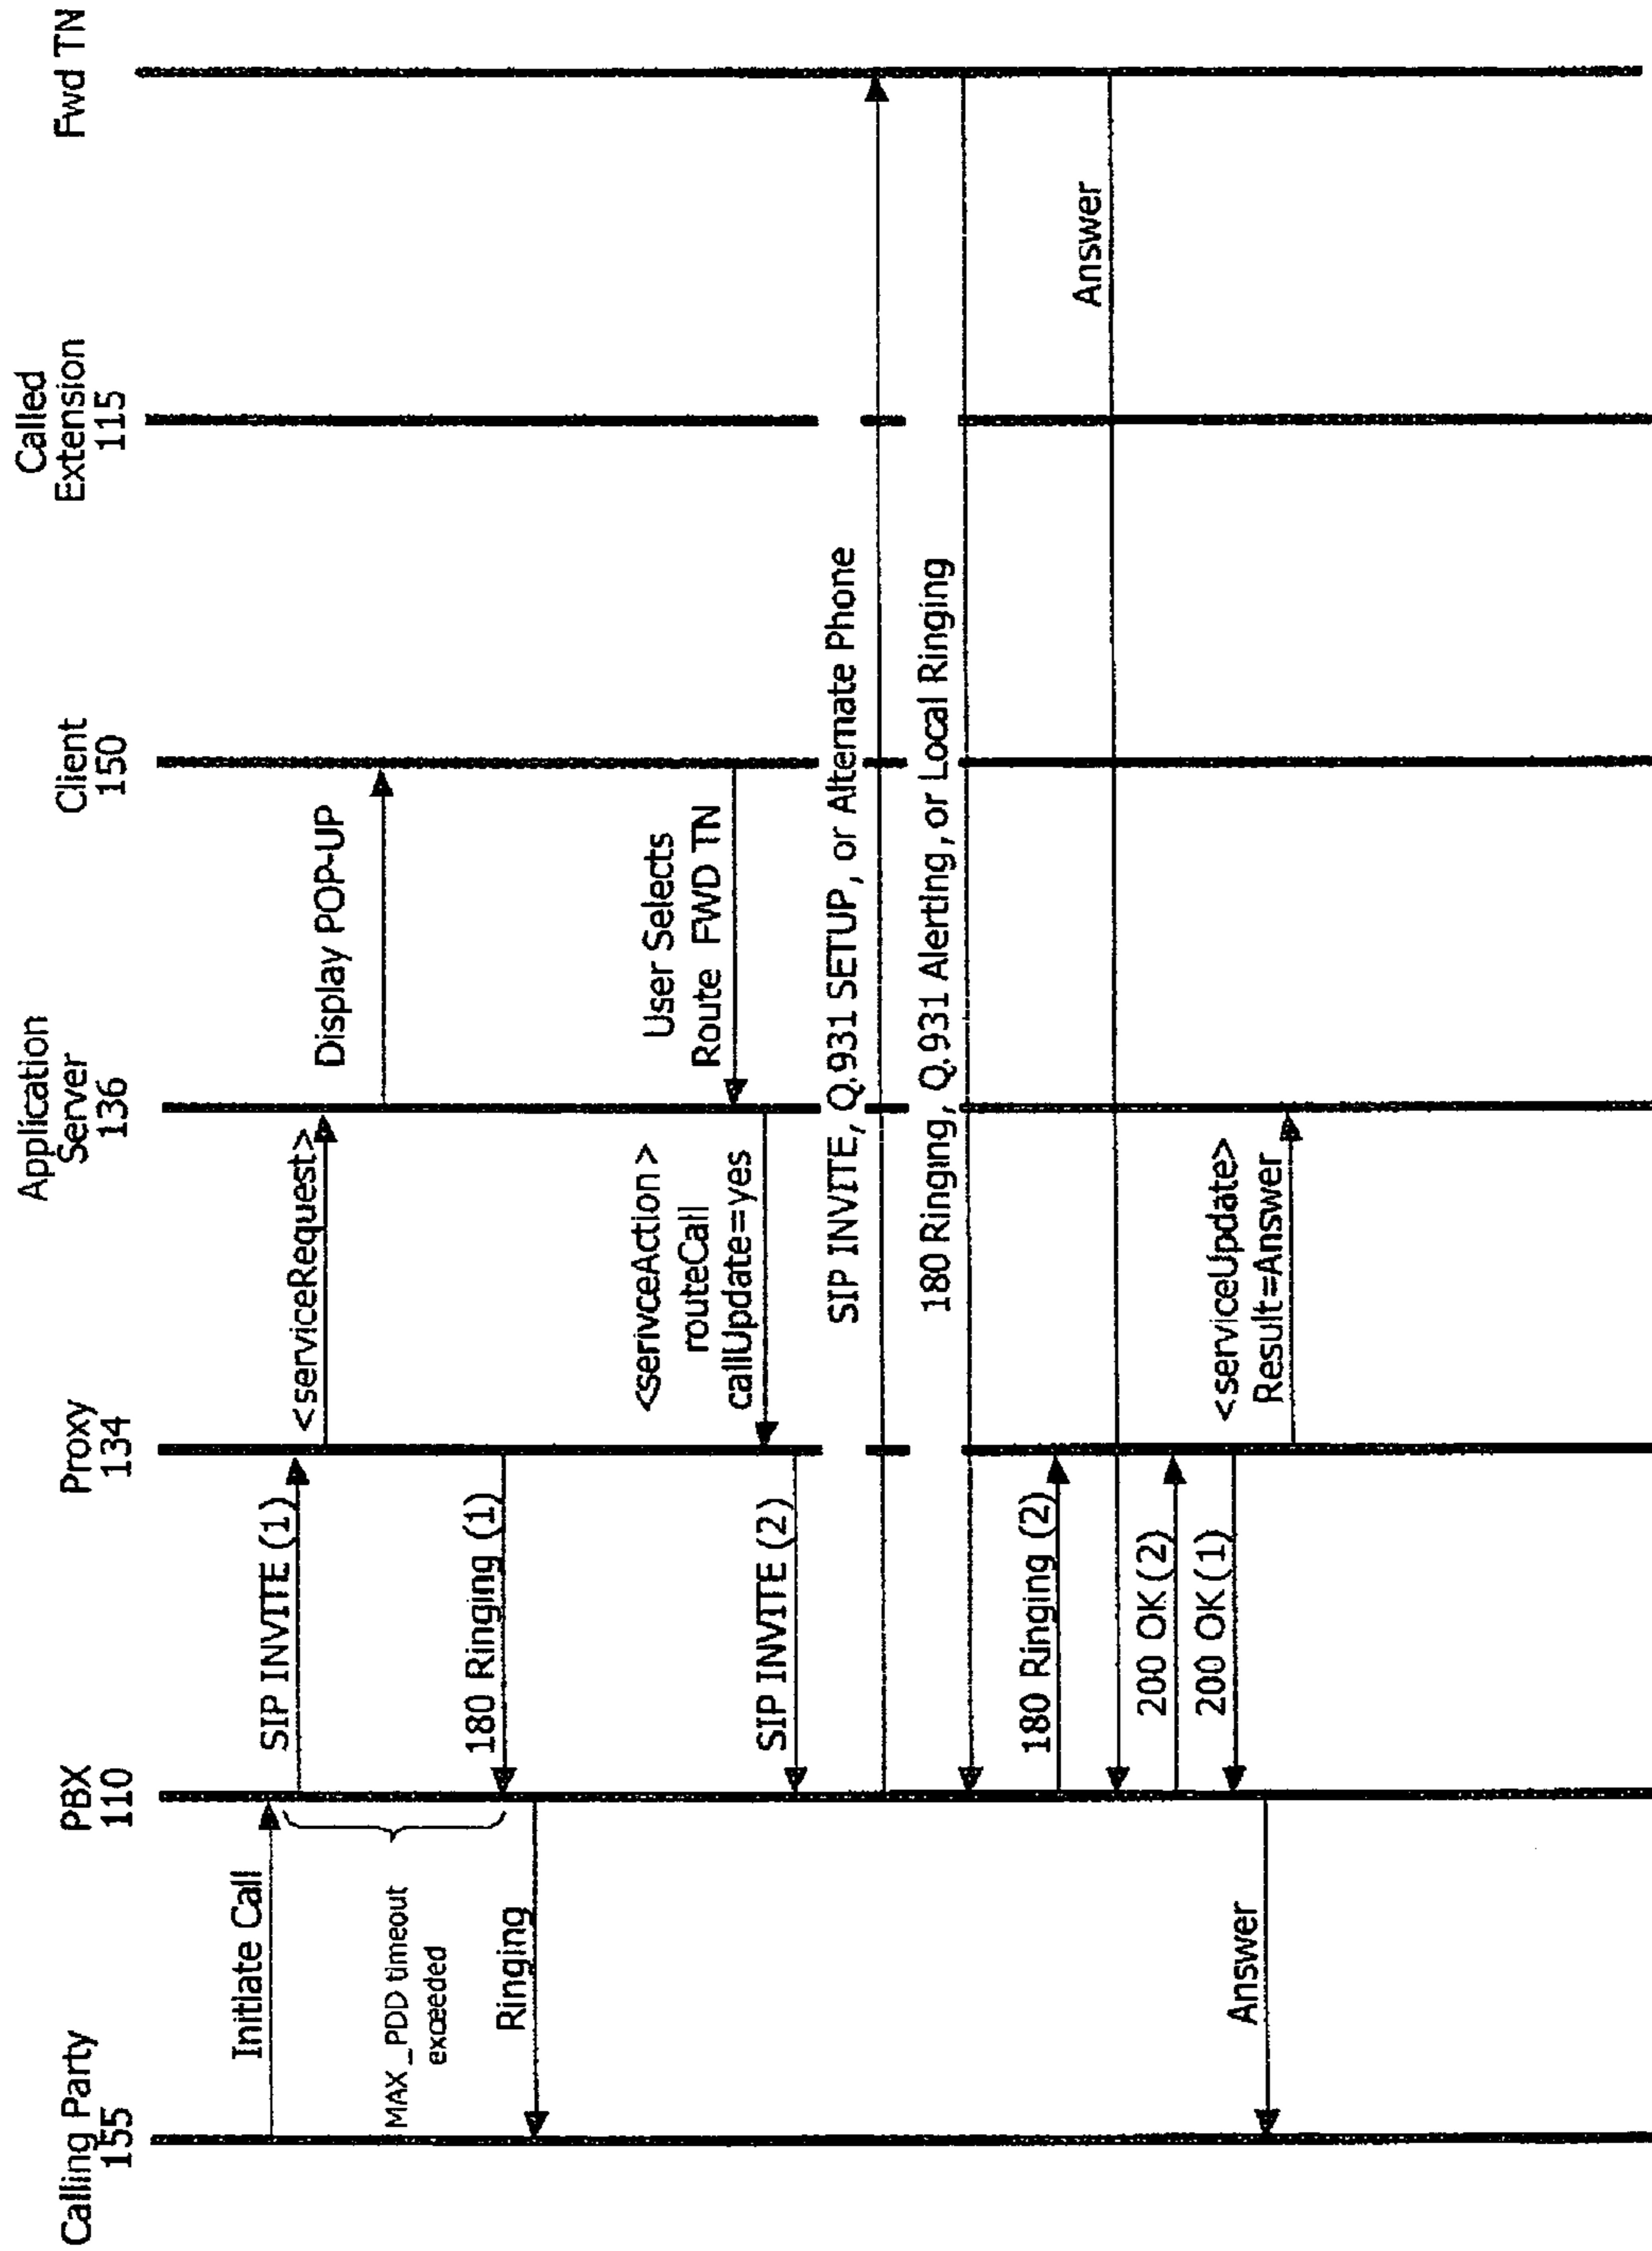 Calling Party
155
PBX
110
Proxy
134
Application
Server
136
Client
150
Called
Extension
115
Fwd TN
Initiate Call
SIP INVITE (1)
<serviceRequest>
Display POP-UP
MAX_PDD timeout
exceeded
180 Ringing (1)
Ringing
User Selects
Route FWD TN
<serivceAction>
routeCall
callUpdate=yes
SIP INVITE (2)
SIP INVITE, Q.931 SETUP, or Alternate Phone
180 Ringing, Q.931 Alerting, or Local Ringing
180 Ringing (2)
Answer
200 OK (2)
200 OK (1)
Answer
<serviceUpdate>
Result=Answer